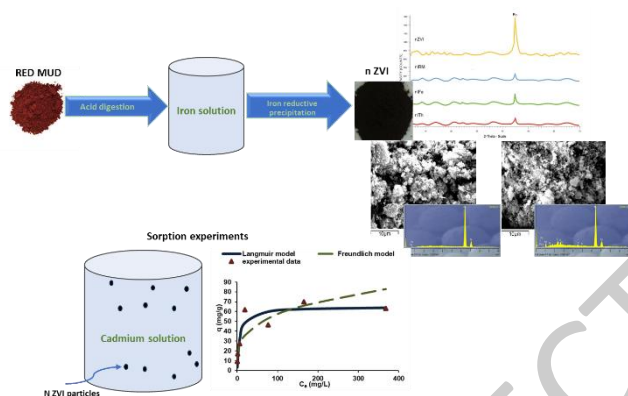 RED MUD
Acid digestion
Iron solution
Iron reductive
precipitation
n ZVI
nZVI
10μm
10μm
Sorption experiments
Cadmium solution
N ZVI particles
Langmuir model
Freundlich model
experimental data
q (mg/g)
90
80
70
60
50
40
30
20
10
0
0
100
200
300
400
Ce (mg/L)